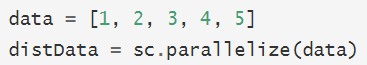 data = [1, 2, 3, 4, 5]
distData = sc.parallelize(data)